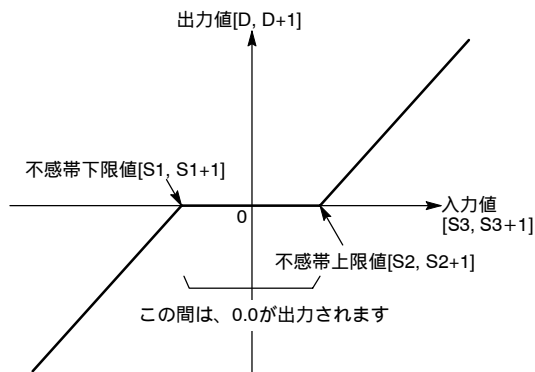 出力値[D, D+1]
不感帯下限値[S1, S1+1]
0
入力値
[S3, S3+1]
不感帯上限値[S2, S2+1]
この間は、0.0が出力されます